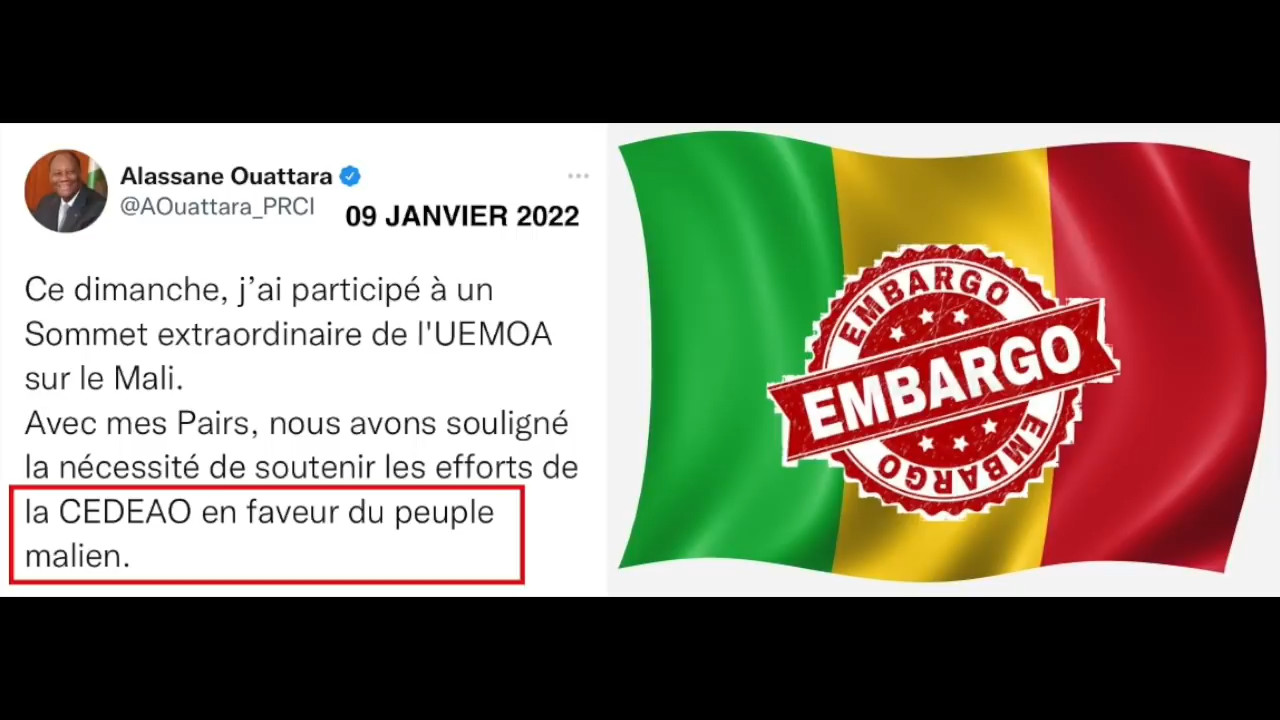 Alassane Ouattara
@AOuattara_PRCI
09 JANVIER 2022
Ce dimanche, j’ai participé à un
Sommet extraordinaire de l'UEMOA
sur le Mali.
Avec mes Pairs, nous avons souligné
la nécessité de soutenir les efforts de
la CEDEAO en faveur du peuple
malien.
EMBARGO
EMBARGO
EMBARGO
EMBARGO